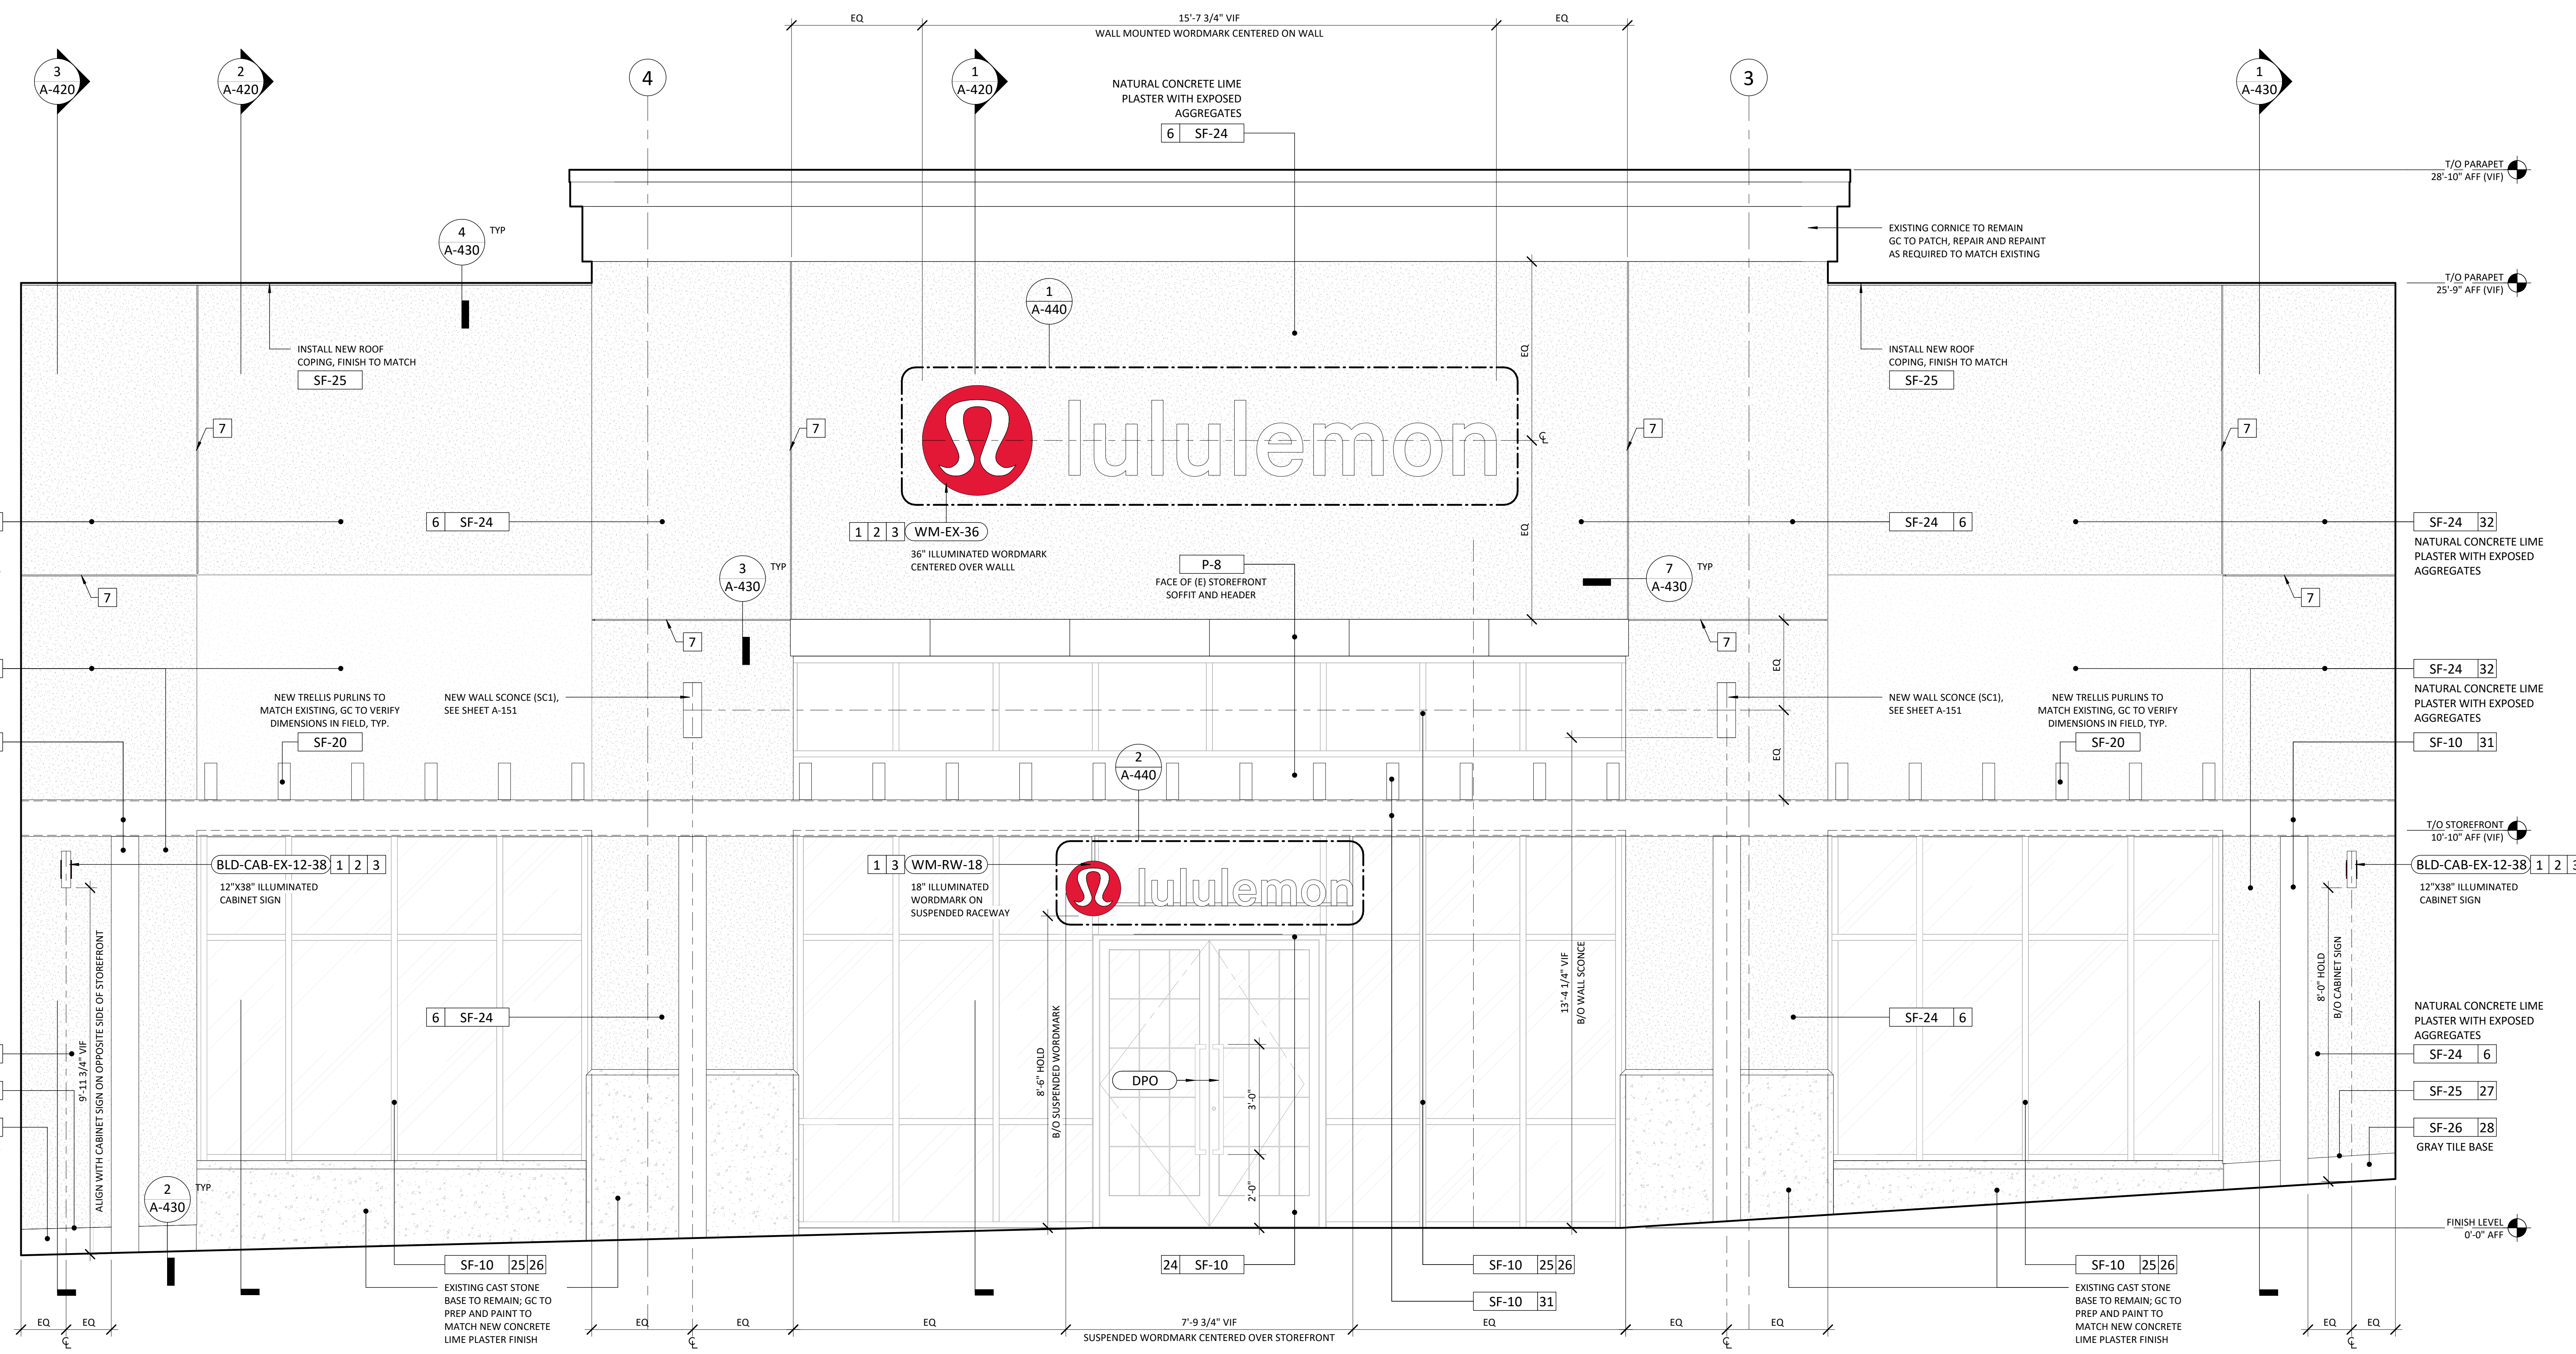 EQ
15'-7 3/4" VIF
EQ
WALL MOUNTED WORDMARK CENTERED ON WALL
3
A-420
2
A-420
4
1
A-420
3
1
A-430
NATURAL CONCRETE LIME
PLASTER WITH EXPOSED
AGGREGATES
6 SF-24
T/O PARAPET
28'-10" AFF (VIF)
4
A-430
TYP
EXISTING CORNICE TO REMAIN
GC TO PATCH, REPAIR AND REPAINT
AS REQUIRED TO MATCH EXISTING
T/O PARAPET
25'-9" AFF (VIF)
1
A-440
INSTALL NEW ROOF
COPING, FINISH TO MATCH
SF-25
EQ
INSTALL NEW ROOF
COPING, FINISH TO MATCH
SF-25
7
7
7
7
lululemon
℄
6 SF-24
1 2 3 WM-EX-36
36" ILLUMINATED WORDMARK
CENTERED OVER WALLL
EQ
SF-24 6
SF-24 32
NATURAL CONCRETE LIME
PLASTER WITH EXPOSED
AGGREGATES
7
3
A-430
TYP
P-8
FACE OF (E) STOREFRONT
SOFFIT AND HEADER
7
A-430
TYP
7
7
7
EQ
SF-24 32
NATURAL CONCRETE LIME
PLASTER WITH EXPOSED
AGGREGATES
NEW TRELLIS PURLINS TO
MATCH EXISTING, GC TO VERIFY
DIMENSIONS IN FIELD, TYP.
SF-20
NEW WALL SCONCE (SC1),
SEE SHEET A-151
NEW WALL SCONCE (SC1),
SEE SHEET A-151
NEW TRELLIS PURLINS TO
MATCH EXISTING, GC TO VERIFY
DIMENSIONS IN FIELD, TYP.
SF-20
SF-10 31
2
A-440
EQ
T/O STOREFRONT
10'-10" AFF (VIF)
BLD-CAB-EX-12-38 1 2 3
12"X38" ILLUMINATED
CABINET SIGN
1 3 WM-RW-18
18" ILLUMINATED
WORDMARK ON
SUSPENDED RACEWAY
lululemon
BLD-CAB-EX-12-38 1 2 3
12"X38" ILLUMINATED
CABINET SIGN
9'-11 3/4" VIF
ALIGN WITH CABINET SIGN ON OPPOSITE SIDE OF STOREFRONT
6 SF-24
8'-6" HOLD
B/O SUSPENDED WORDMARK
DPO
3'-0"
2'-0"
13'-4 1/4" VIF
B/O WALL SCONCE
SF-24 6
8'-0" HOLD
B/O CABINET SIGN
NATURAL CONCRETE LIME
PLASTER WITH EXPOSED
AGGREGATES
SF-24 6
SF-25 27
SF-26 28
GRAY TILE BASE
2
A-430
TYP
FINISH LEVEL
0'-0" AFF
SF-10 25 26
EXISTING CAST STONE
BASE TO REMAIN; GC TO
PREP AND PAINT TO
MATCH NEW CONCRETE
LIME PLASTER FINISH
24 SF-10
SF-10 25 26
SF-10 31
SF-10 25 26
EXISTING CAST STONE
BASE TO REMAIN; GC TO
PREP AND PAINT TO
MATCH NEW CONCRETE
LIME PLASTER FINISH
EQ
EQ
EQ
EQ
EQ
7'-9 3/4" VIF
EQ
EQ
EQ
EQ
EQ
SUSPENDED WORDMARK CENTERED OVER STOREFRONT
℄
℄
℄
℄